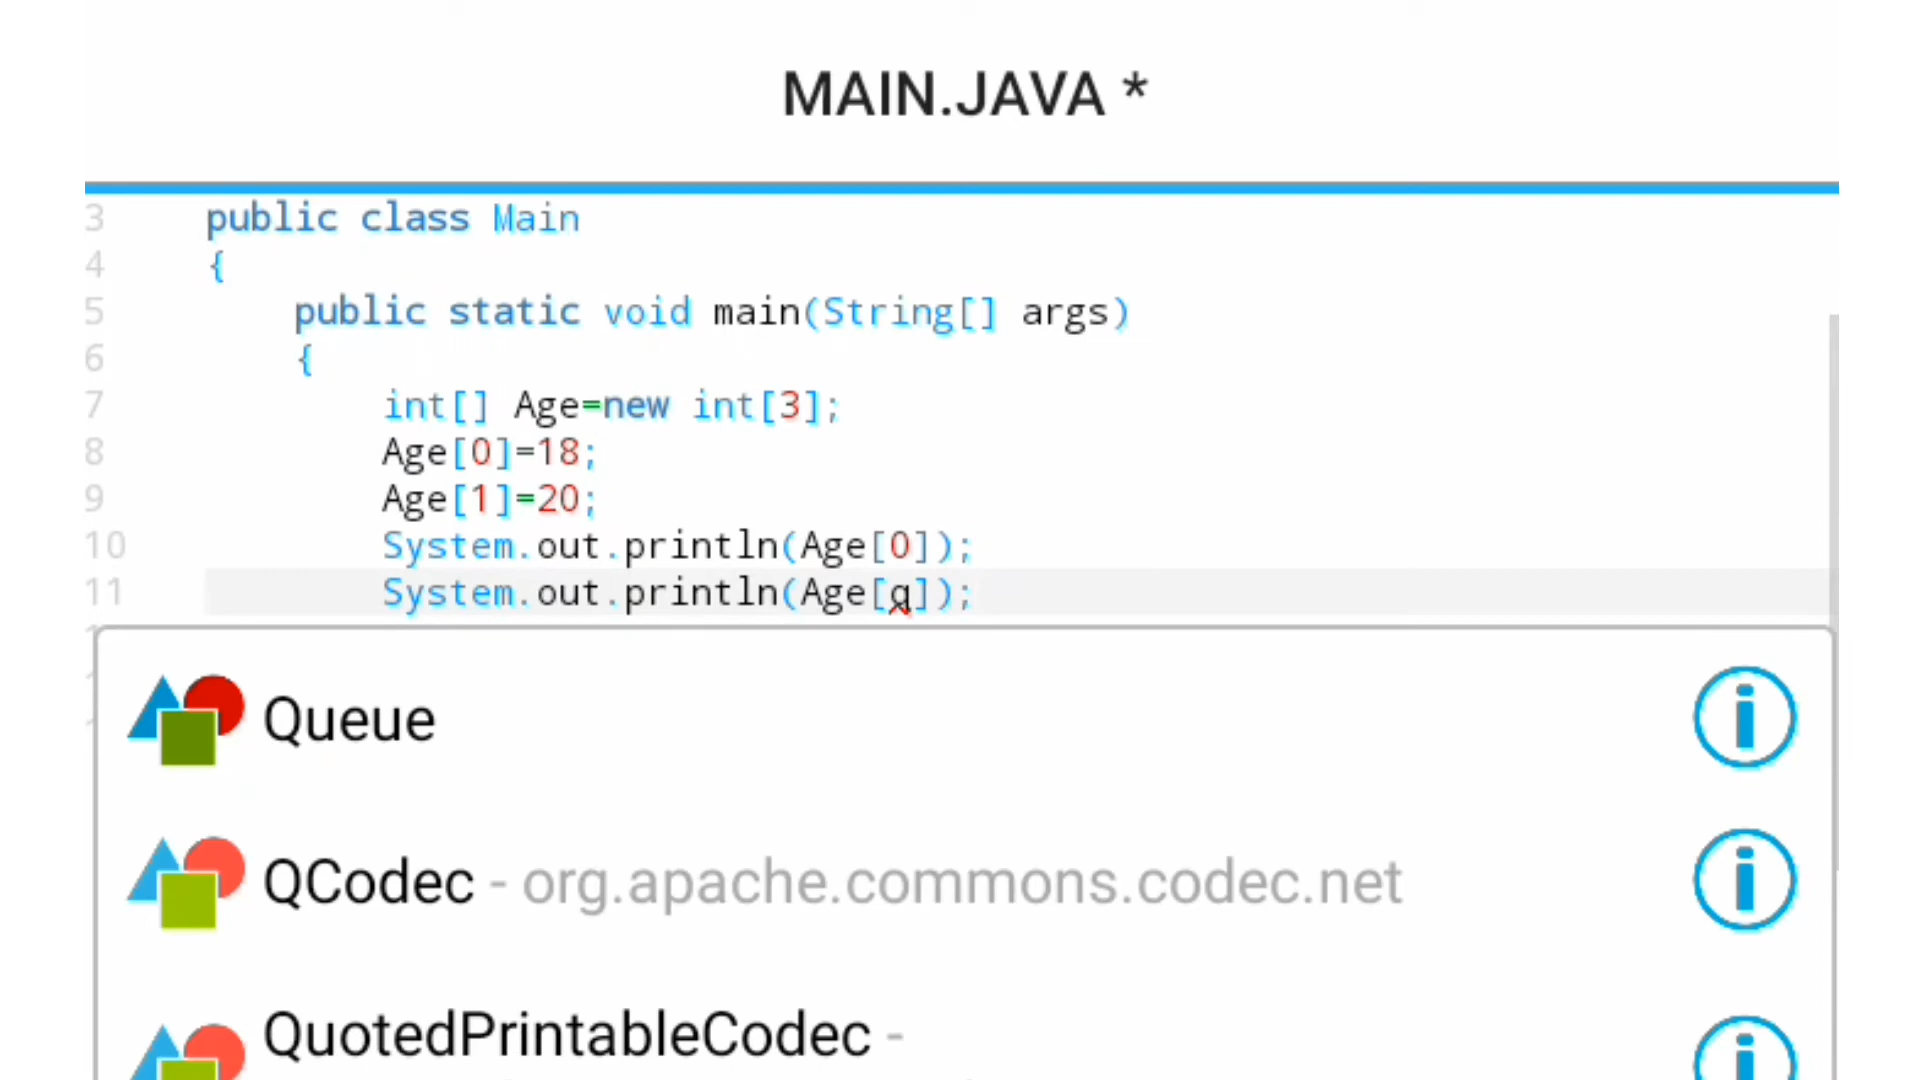 MAIN.JAVA *
3 public class Main
4 {
5 public static void main(String[] args)
6 {
7 int[] Age=new int[3];
8 Age[0]=18;
9 Age[1]=20;
10 System.out.println(Age[0]);
11 System.out.println(Age[q]);
Queue
QCodec - org.apache.commons.codec.net
QuotedPrintableCodec -